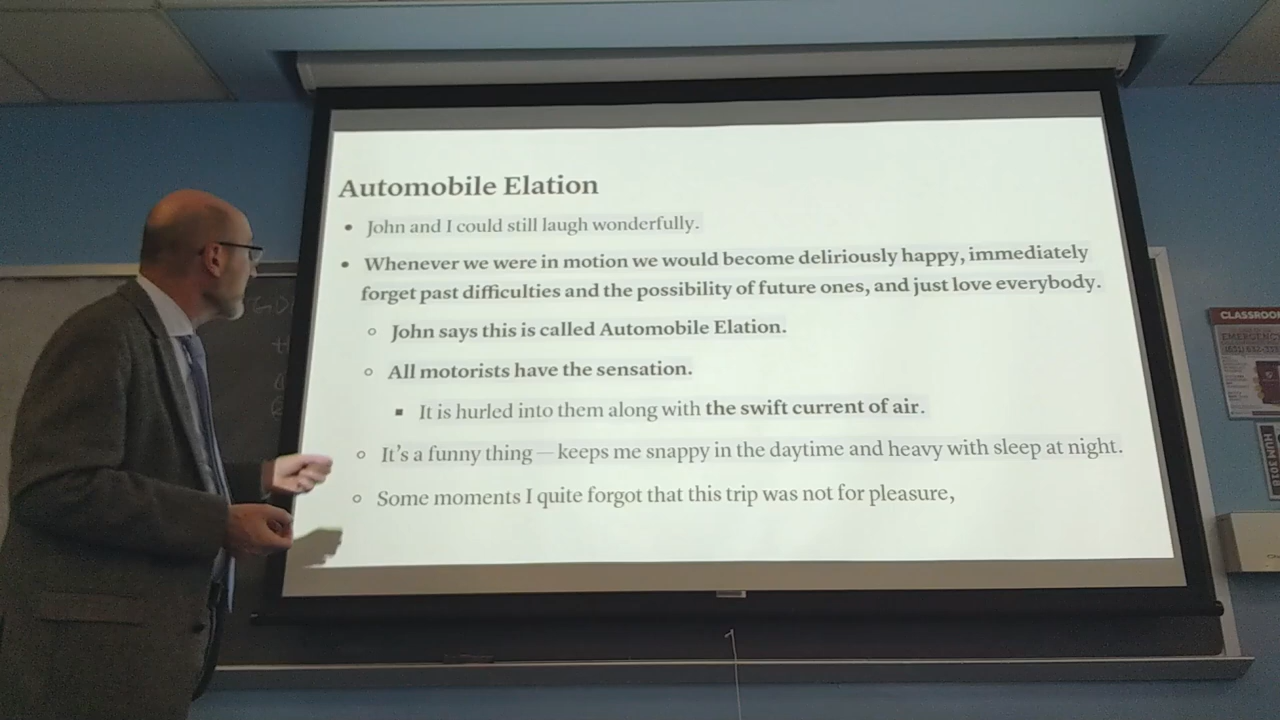 Automobile Elation
• John and I could still laugh wonderfully.
• Whenever we were in motion we would become deliriously happy, immediately
forget past difficulties and the possibility of future ones, and just love everybody.
◦ John says this is called Automobile Elation.
◦ All motorists have the sensation.
▪ It is hurled into them along with the swift current of air.
◦ It's a funny thing — keeps me snappy in the daytime and heavy with sleep at night.
◦ Some moments I quite forgot that this trip was not for pleasure,
CLASSROOM
EMERGENCY
HUM 3018